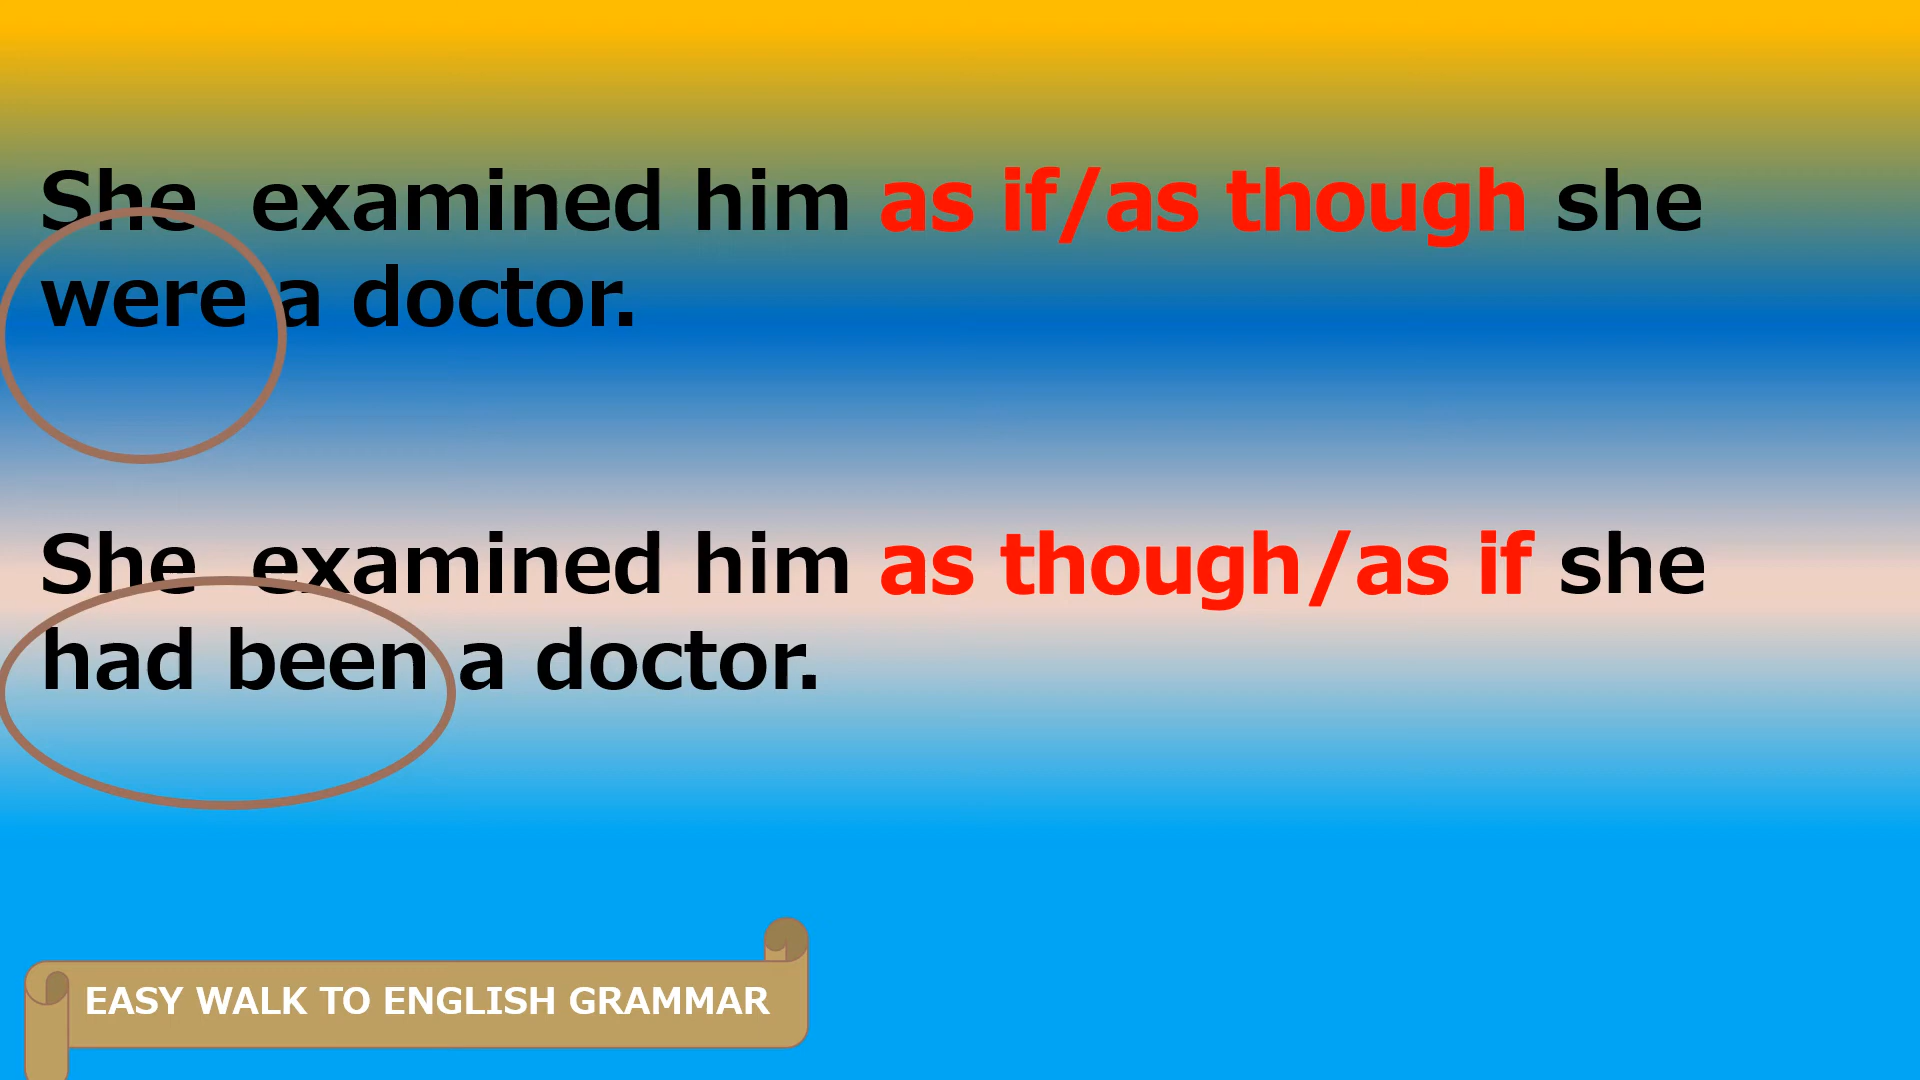 She examined him as if/as though she
were a doctor.
She examined him as though/as if she
had been a doctor.
EASY WALK TO ENGLISH GRAMMAR